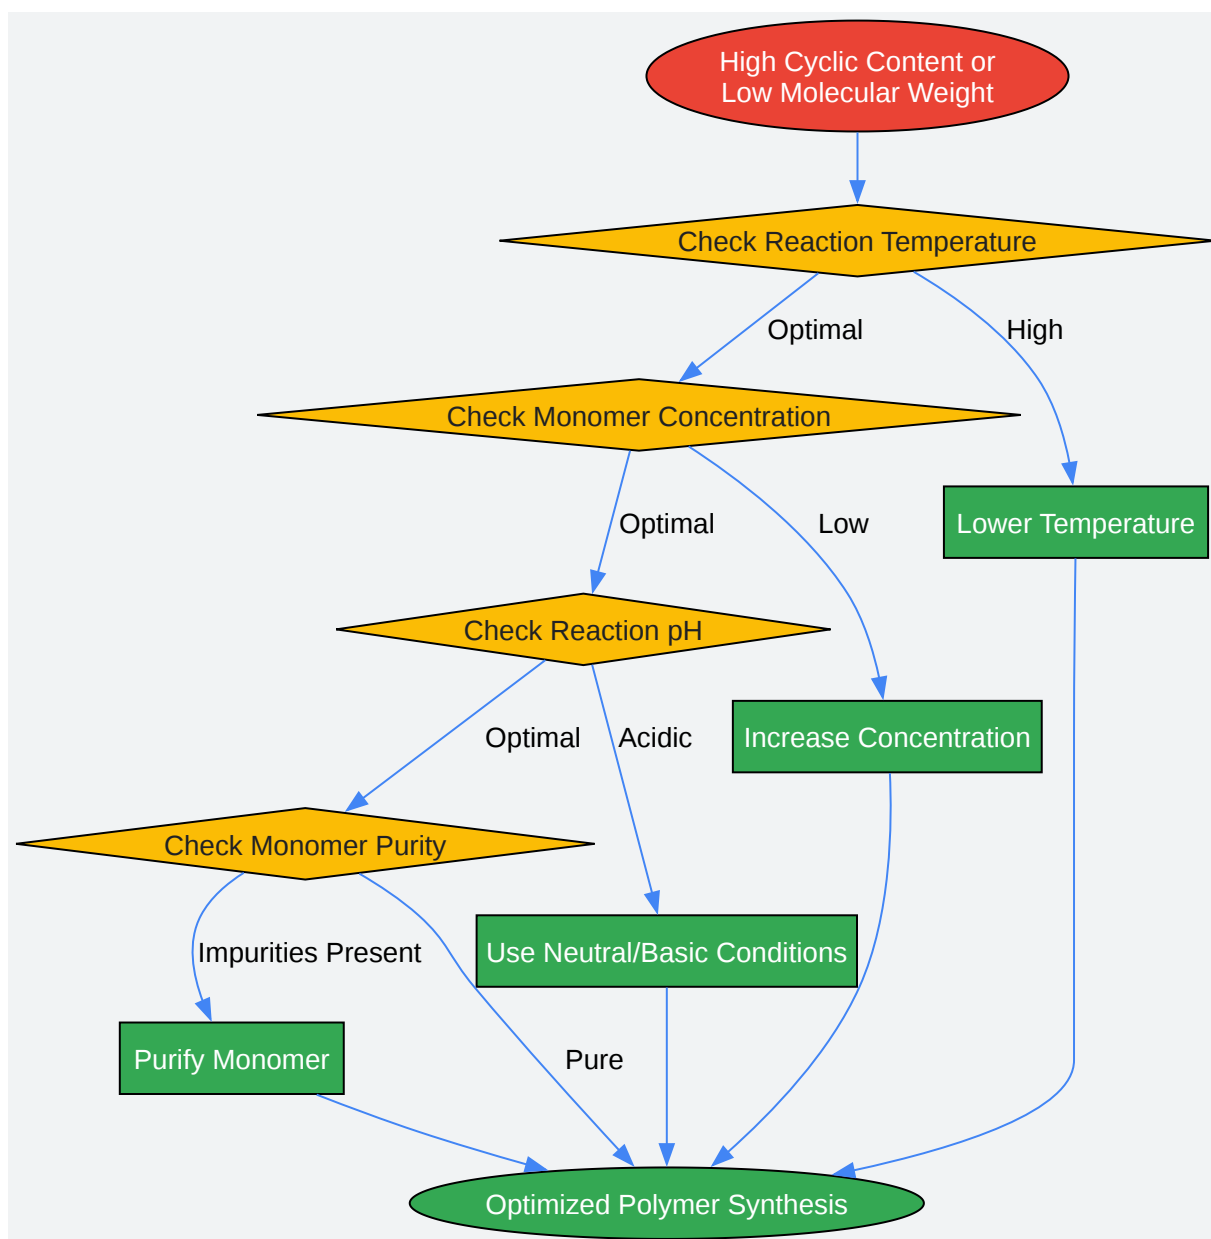 High Cyclic Content or
Low Molecular Weight
Check Reaction Temperature
Optimal
High
Check Monomer Concentration
Optimal
Low
Lower Temperature
Check Reaction pH
Optimal
Acidic
Increase Concentration
Check Monomer Purity
Impurities Present
Use Neutral/Basic Conditions
Purify Monomer
Pure
Optimized Polymer Synthesis